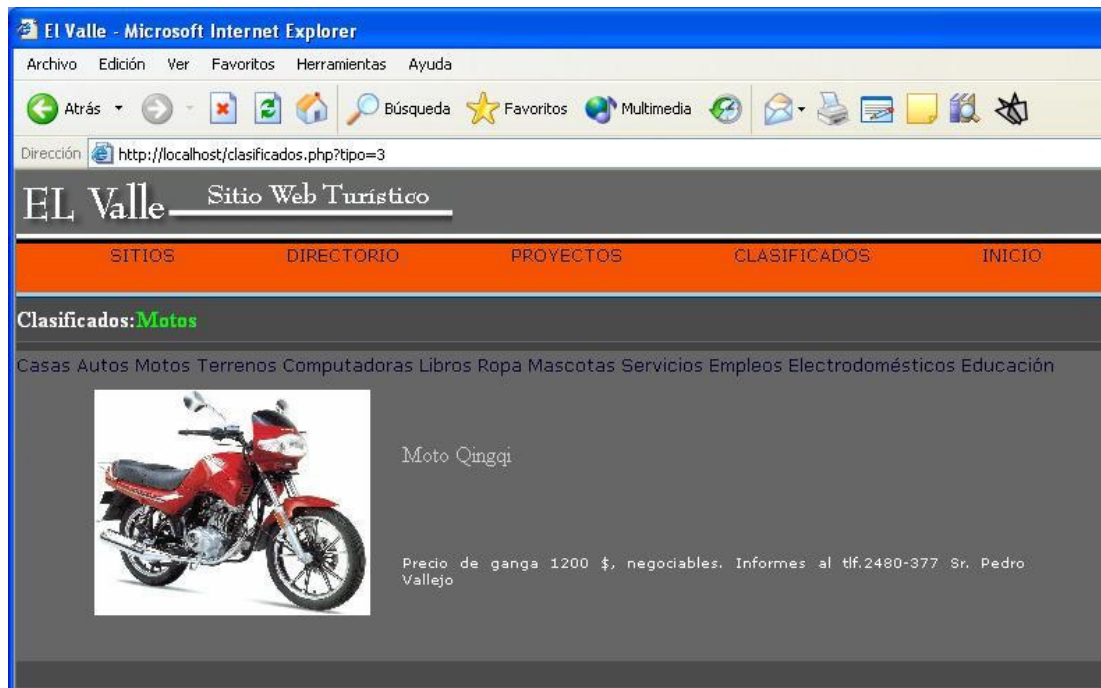 El Valle - Microsoft Internet Explorer
Archivo Edición Ver Favoritos Herramientas Ayuda
Atrás Búsqueda Favoritos Multimedia
Dirección http://localhost/clasificados.php?tipo=3
EL Valle Sitio Web Turístico
SITIOS DIRECTORIO PROYECTOS CLASIFICADOS INICIO
Clasificados:Motos
Casas Autos Motos Terrenos Computadoras Libros Ropa Mascotas Servicios Empleos Electrodomésticos Educación
Moto Qingqi
Precio de ganga 1200 $, negociables. Informes al tlf.2480-377 Sr. Pedro
Vallejo